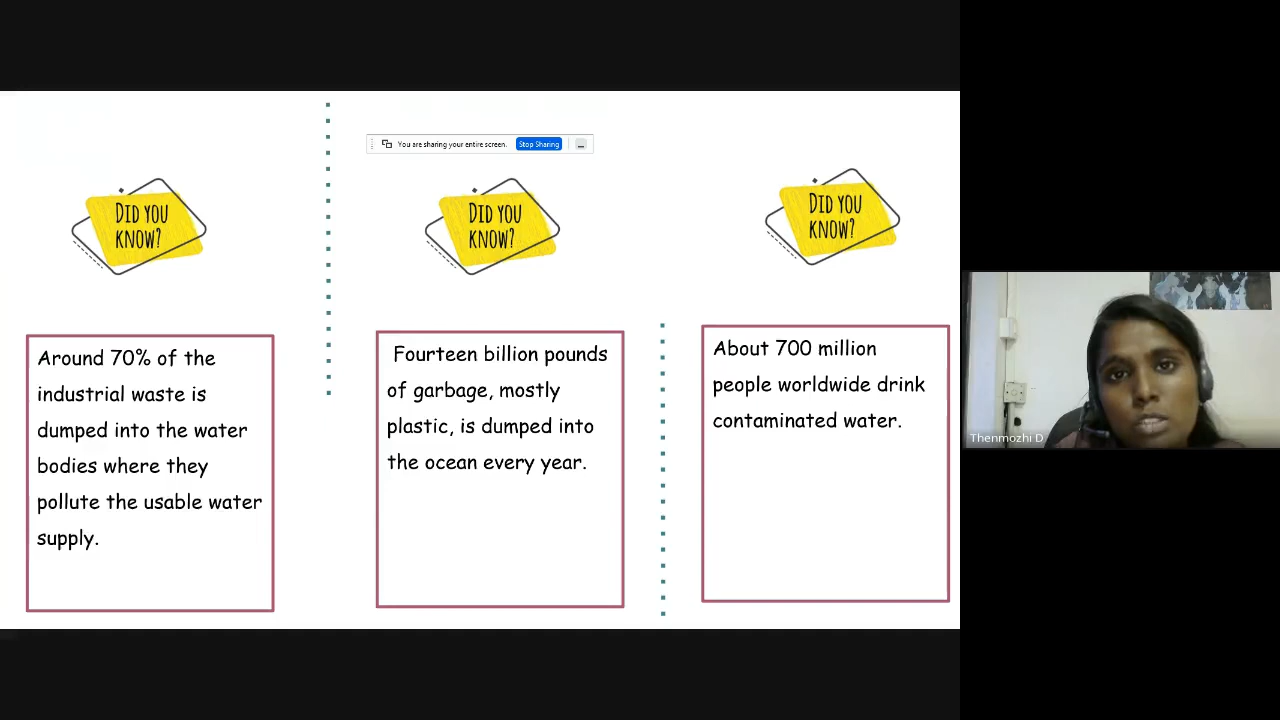 You are sharing your entire screen. Stop Sharing
DID YOU
KNOW?
Around 70% of the
industrial waste is
dumped into the water
bodies where they
pollute the usable water
supply.
DID YOU
KNOW?
Fourteen billion pounds
of garbage, mostly
plastic, is dumped into
the ocean every year.
DID YOU
KNOW?
About 700 million
people worldwide drink
contaminated water.
Thenmozhi D